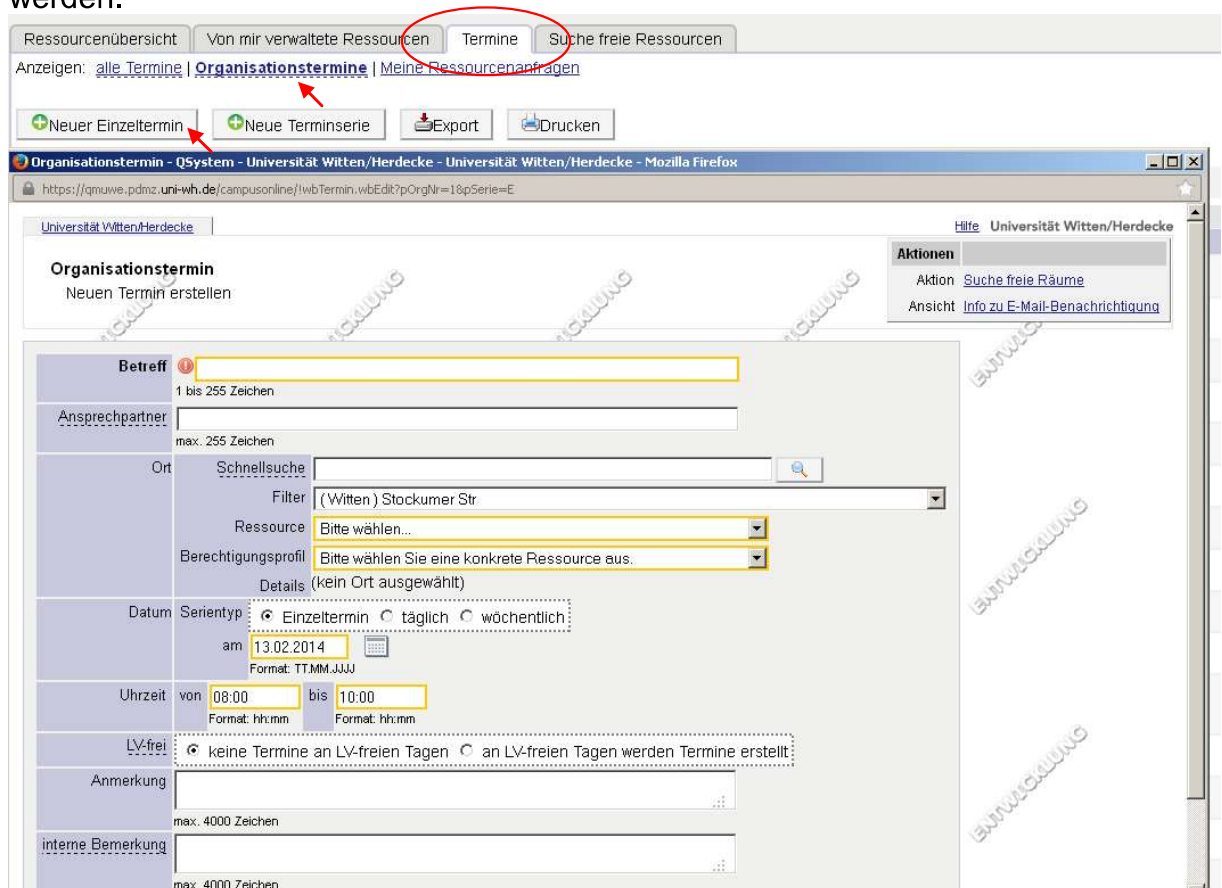 werden.
Ressourcenübersicht Von mir verwaltete Ressourcen Termine Suche freie Ressourcen
Anzeigen: alle Termine | Organisationstermine | Meine Ressourcenanfragen
Neuer Einzeltermin Neue Terminserie Export Drucken
Organisationstermin - QSystem - Universität Witten/Herdecke - Universität Witten/Herdecke - Mozilla Firefox
https://qmuwe.pdmz.uni-wh.de/campusonline/!wbTermin.wbEdit?pOrgNr=18pSerie=E
Universität Witten/Herdecke Hilfe Universität Witten/Herdecke
Aktionen
Organisationstermin
Aktion Suche freie Räume
Neuen Termin erstellen
Ansicht Info zu E-Mail-Benachrichtigung
ENTWICKLUNG
Betreff
1 bis 255 Zeichen
Ansprechpartner
max. 255 Zeichen
Ort Schnellsuche
Filter ( Witten ) Stockumer Str
ENTWICKLUNG
Ressource Bitte wählen...
Berechtigungsprofil Bitte wählen Sie eine konkrete Ressource aus.
Details (kein Ort ausgewählt)
Datum Serientyp Einzeltermin täglich wöchentlich
am 13.02.2014
Format: TT.MM.JJJJ
Uhrzeit von 08:00 bis 10:00
Format: hh:mm Format: hh:mm
LV-frei keine Termine an LV-freien Tagen an LV-freien Tagen werden Termine erstellt
ENTWICKLUNG
Anmerkung
max. 4000 Zeichen
interne Bemerkung
max. 4000 Zeichen